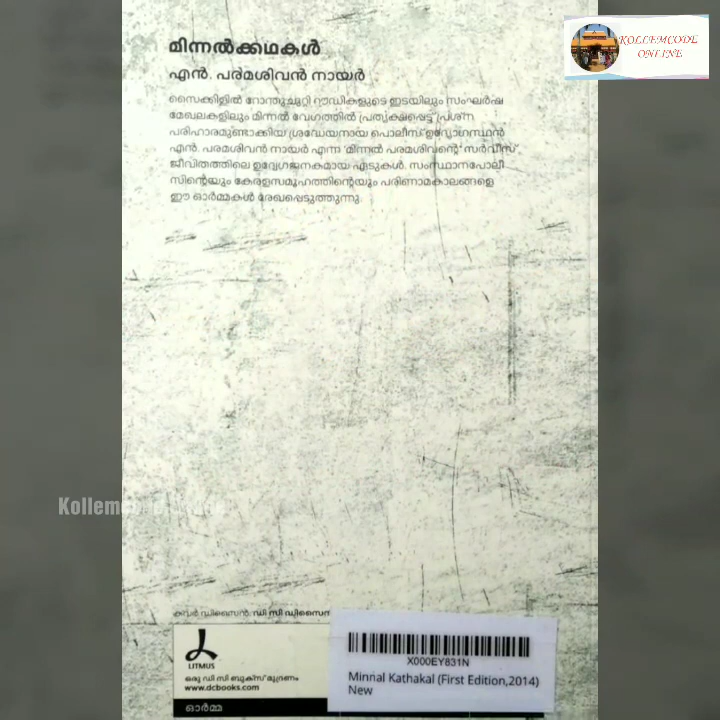 മിന്നൽക്കഥകൾ
എൻ. പരമശിവൻ നായർ
സൈക്കിളിൽ റോന്തുചുറ്റി റൗഡികളുടെ ഇടയിലും സംഘർഷ
മേഖലകളിലും മിന്നൽ വേഗത്തിൽ പ്രത്യക്ഷപ്പെട്ട് പ്രശ്ന
പരിഹാരമുണ്ടാക്കിയ ശ്രദ്ധേയനായ പൊലീസ് ഉദ്യോഗസ്ഥൻ
എൻ. പരമശിവൻ നായർ എന്ന 'മിന്നൽ പരമശിവന്റെ' സർവീസ്
ജീവിതത്തിലെ ഉദ്വേഗജനകമായ ഏടുകൾ. സംസ്ഥാനപോലീ
സിന്റെയും കേരളസമൂഹത്തിന്റെയും പരിണാമകാലങ്ങളെ
ഈ ഓർമ്മകൾ രേഖപ്പെടുത്തുന്നു.
KOLLEMCODE
ONLINE
കവർ ഡിസൈൻ: ഡി സി ഡിസൈന
LITMUS
ഒരു ഡി സി ബുക്സ് മുദ്രണം
www.dcbooks.com
ഓർമ്മ
X000EY831N
Minnal Kathakal (First Edition,2014)
New